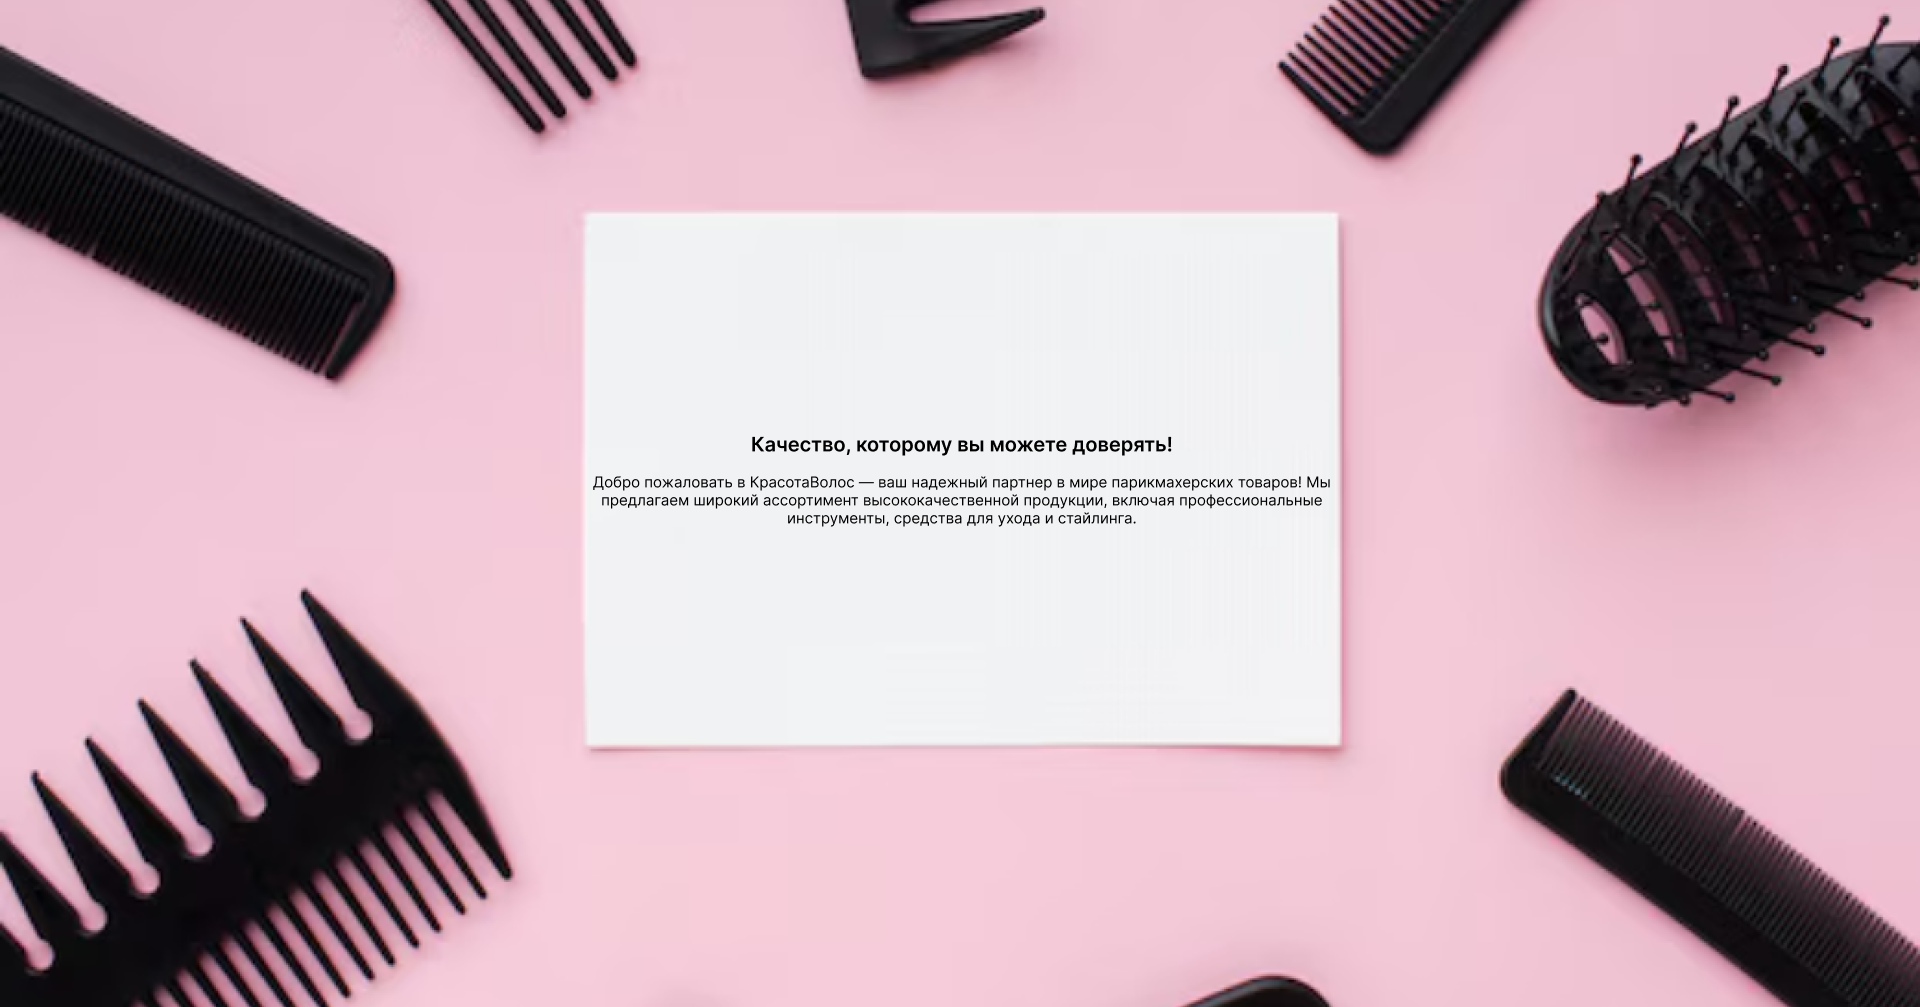 Качество, которому вы можете доверять!
Добро пожаловать в КрасотаВолос — ваш надежный партнер в мире парикмахерских товаров! Мы
предлагаем широкий ассортимент высококачественной продукции, включая профессиональные
инструменты, средства для ухода и стайлинга.